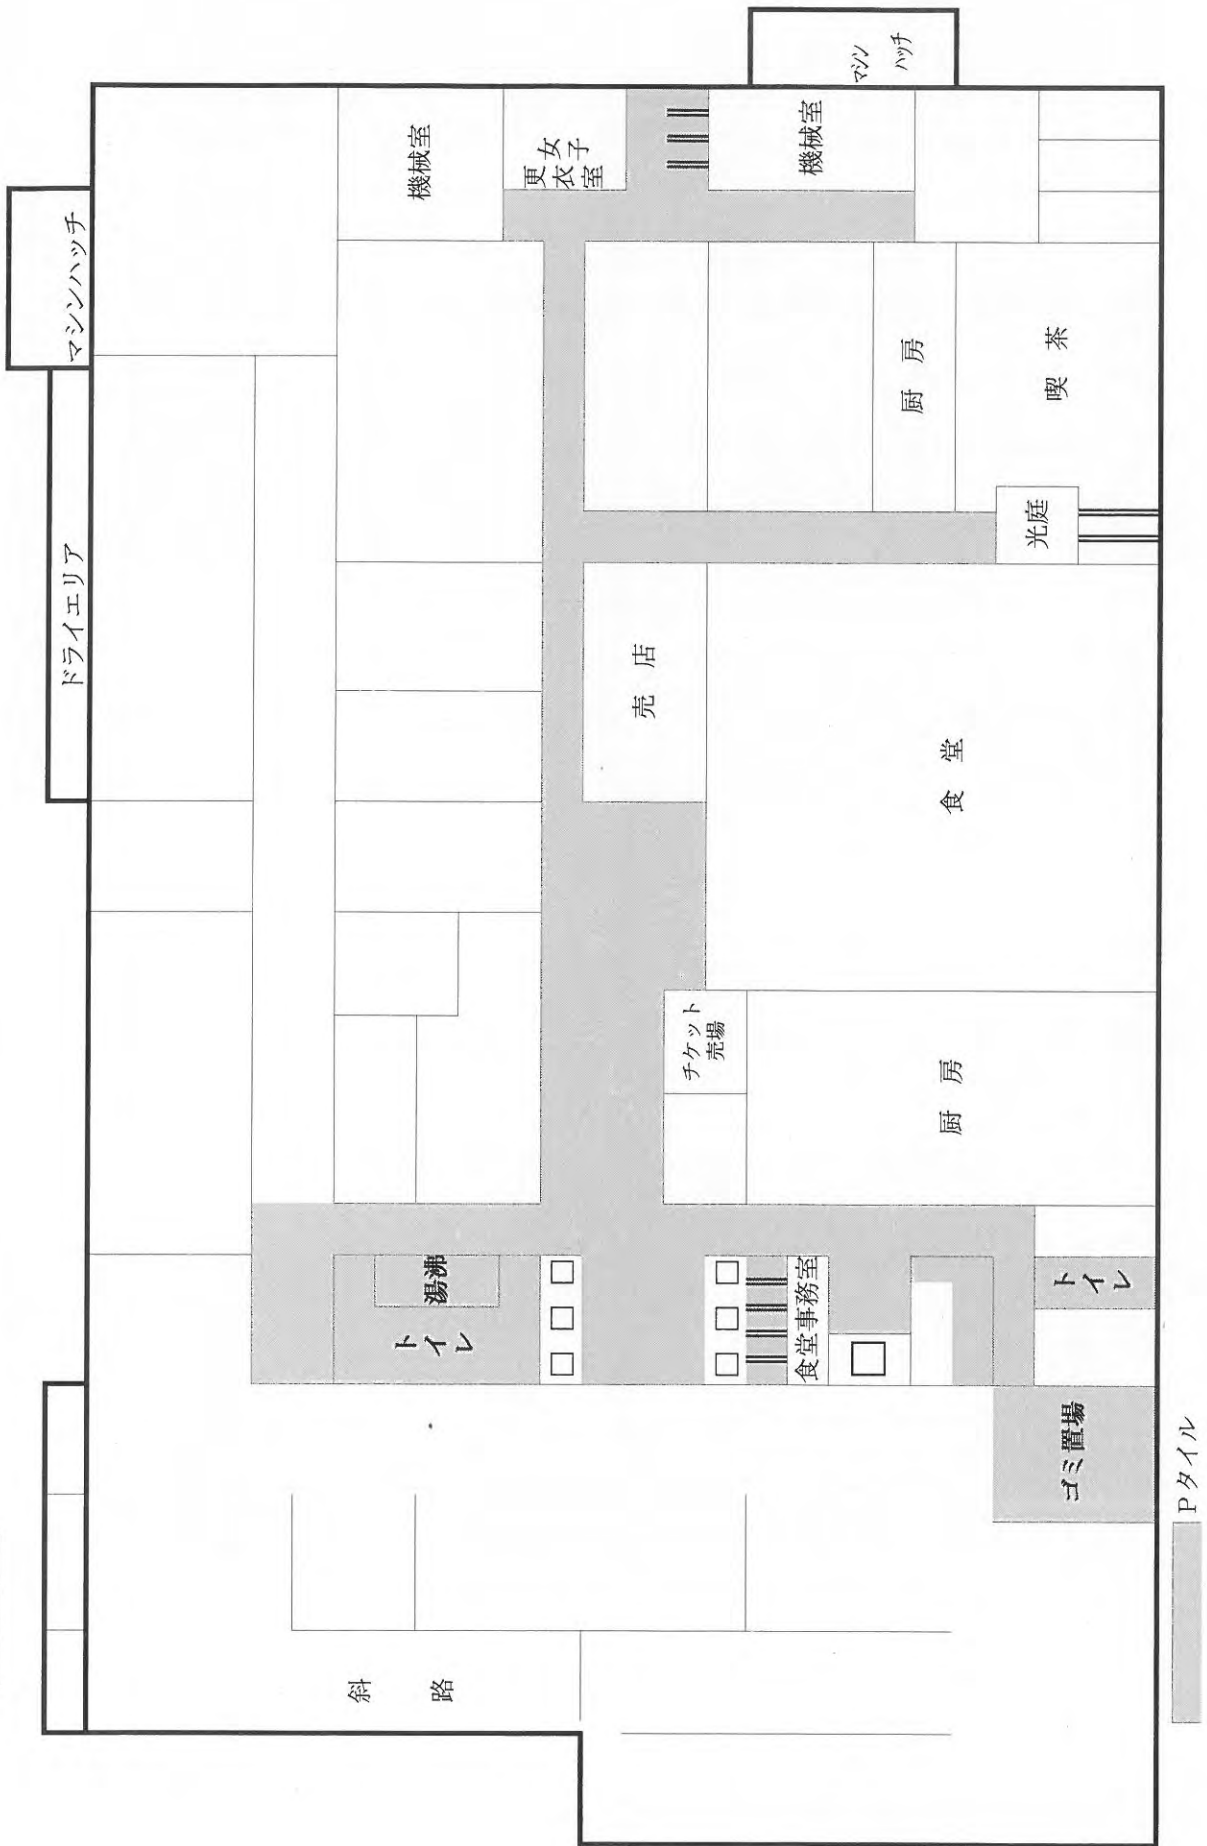 マシンハッチ
ドライエリア
マシン
ハッチ
機械室
女子
更衣室
機械室
厨房
喫茶
光庭
売店
食堂
チケット
売場
厨房
湯沸
トイレ
食堂事務室
トイレ
ゴミ置場
斜路
Pタイル